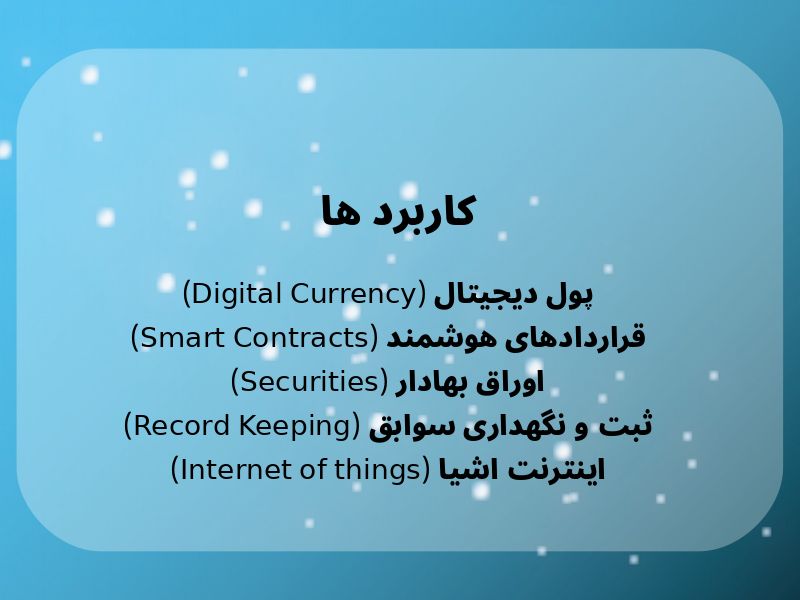 کاربرد ها
پول دیجیتال (Digital Currency)
قراردادهای هوشمند (Smart Contracts)
اوراق بهادار (Securities)
ثبت و نگهداری سوابق (Record Keeping)
اینترنت اشیا (Internet of things)